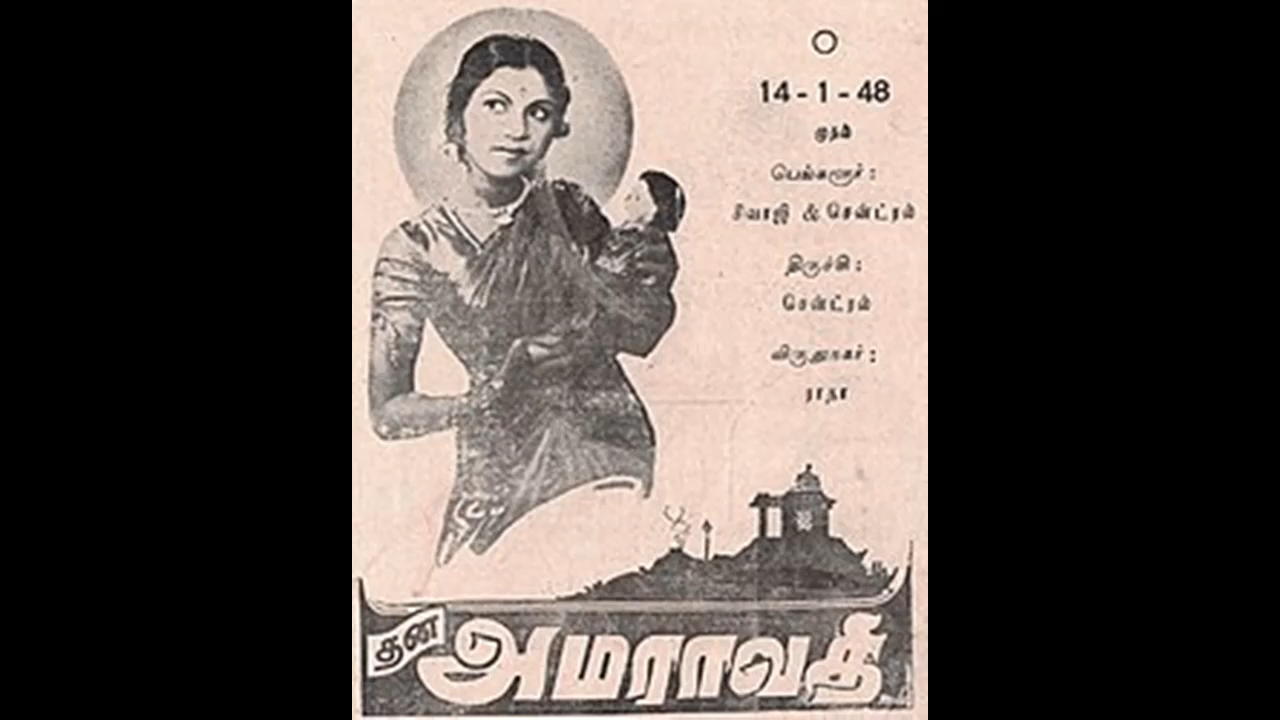 14 - 1 - 48
முதல்
பெங்களூர் :
சிவாஜி & சென்ட்ரல்
திருச்சி :
சென்ட்ரல்
விருதுநகர் :
ராதா
தன
அமராவதி